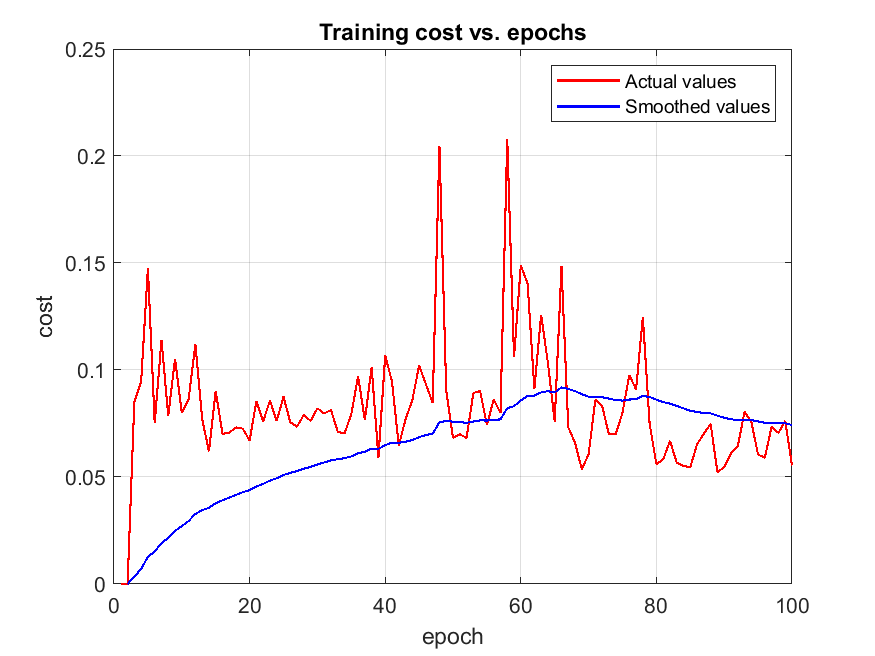 Training cost vs. epochs
0.25
0.2
0.15
0.1
0.05
0
cost
Actual values
Smoothed values
0 20 40 60 80 100
epoch